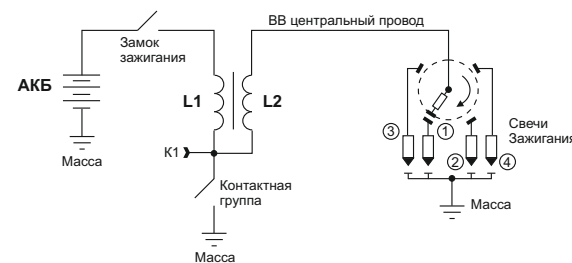 ВВ центральный провод
Замок
зажигания
АКБ
L1
L2
Масса
К1
Контактная
группа
Масса
Свечи
Зажигания
3
1
2
4
Масса